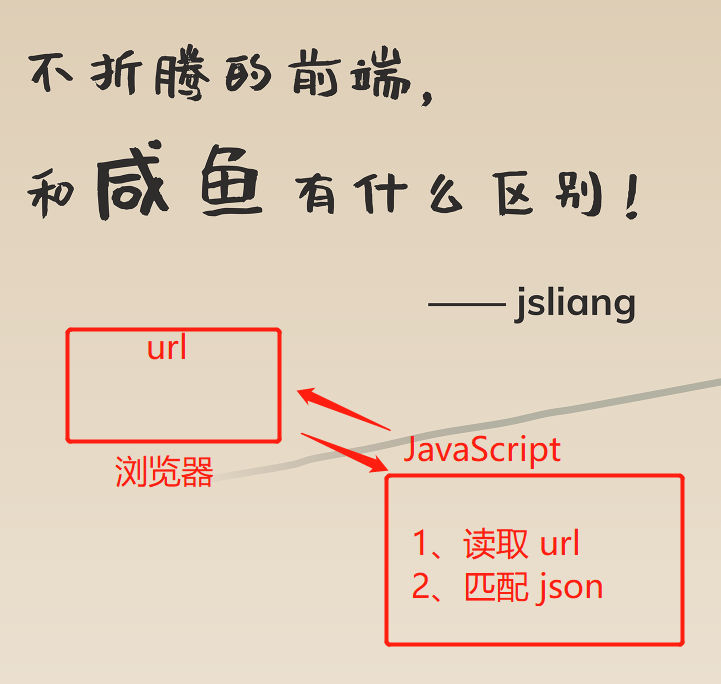 不折腾的前端,
和咸鱼有什么区别!
—— jsliang
url
浏览器
JavaScript
1、读取 url
2、匹配 json